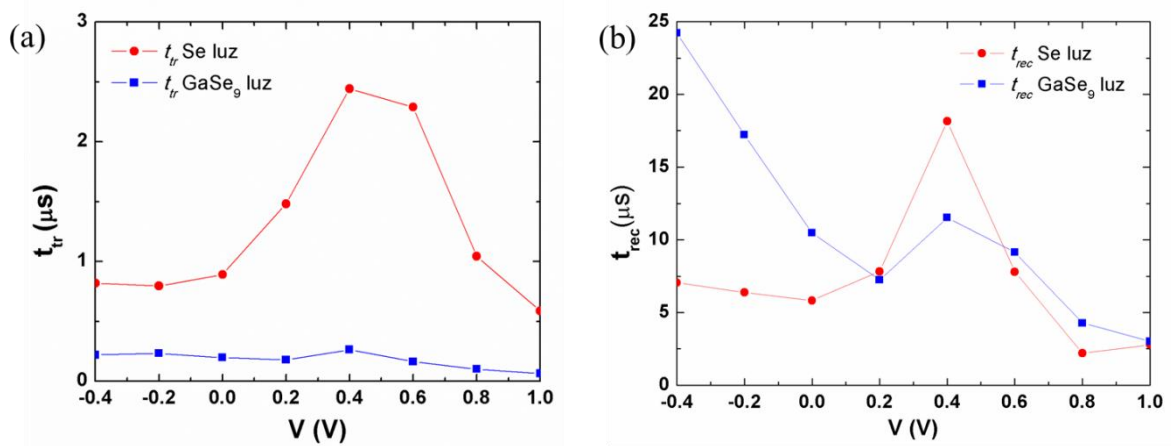 (a)
3
2
1
0
t_tr (μs)
t_tr Se luz
t_tr GaSe₉ luz
-0.4 -0.2 0.0 0.2 0.4 0.6 0.8 1.0
V (V)
(b)
25
20
15
10
5
0
t_rec (μs)
t_rec Se luz
t_rec GaSe₉ luz
-0.4 -0.2 0.0 0.2 0.4 0.6 0.8 1.0
V (V)